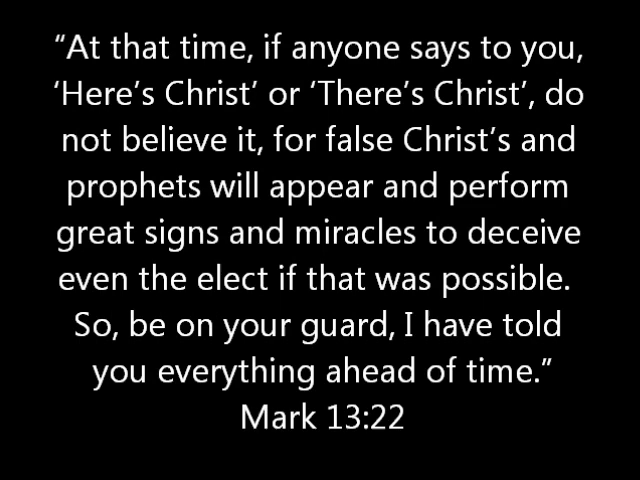 “At that time, if anyone says to you,
‘Here’s Christ’ or ‘There’s Christ’, do
not believe it, for false Christ’s and
prophets will appear and perform
great signs and miracles to deceive
even the elect if that was possible.
So, be on your guard, I have told
you everything ahead of time.”
Mark 13:22